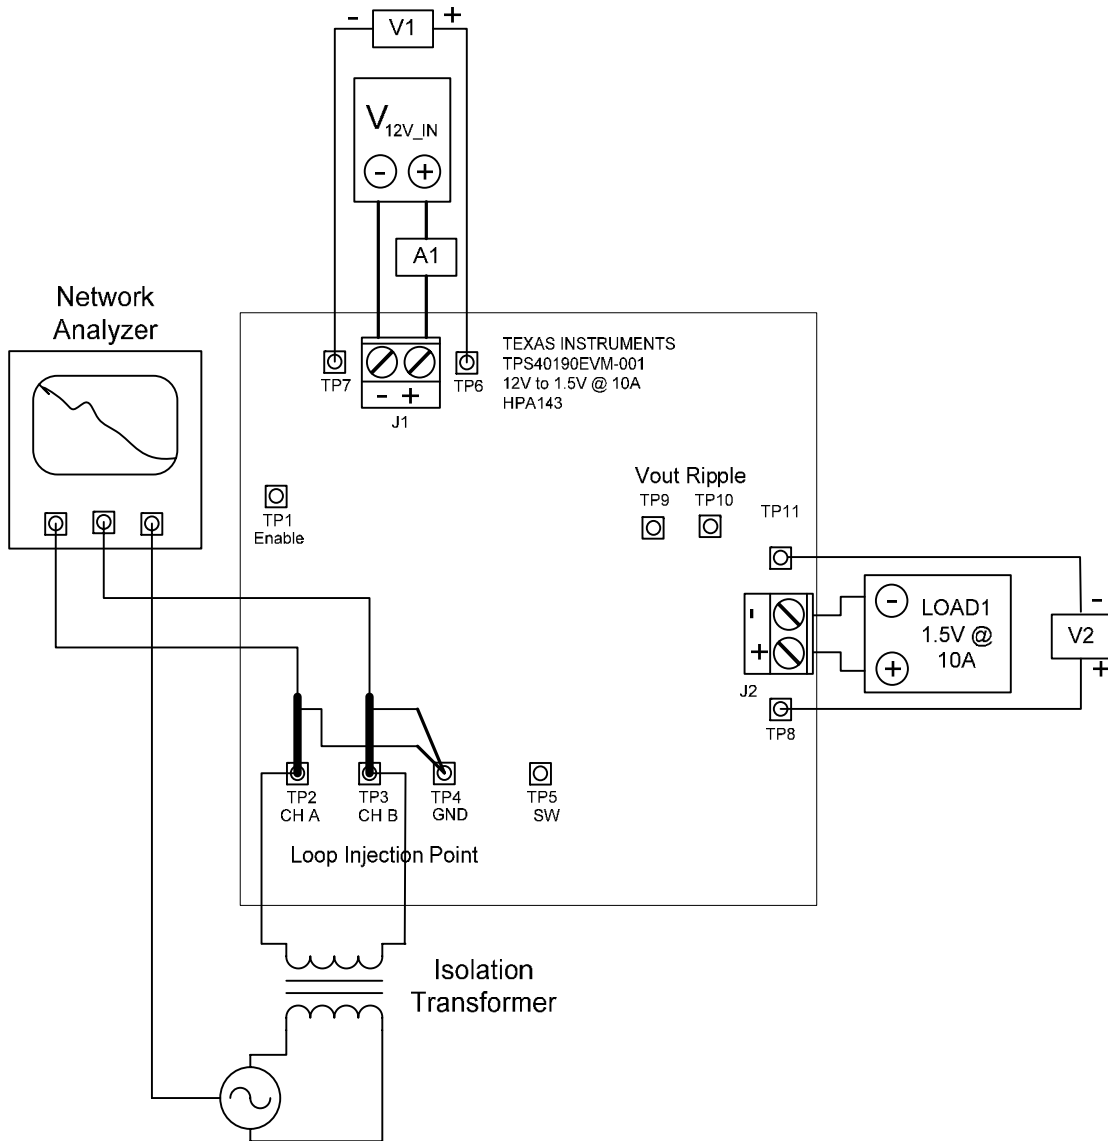 - V1 +
V12V_IN
- +
A1
Network
Analyzer
TEXAS INSTRUMENTS
TPS40190EVM-001
12V to 1.5V @ 10A
HPA143
TP7
TP6
- +
J1
Vout Ripple
TP9
TP10
TP11
TP1
Enable
-
+
J2
-
+
LOAD1
1.5V @
10A
-
V2
+
TP8
TP2
CH A
TP3
CH B
TP4
GND
TP5
SW
Loop Injection Point
Isolation
Transformer